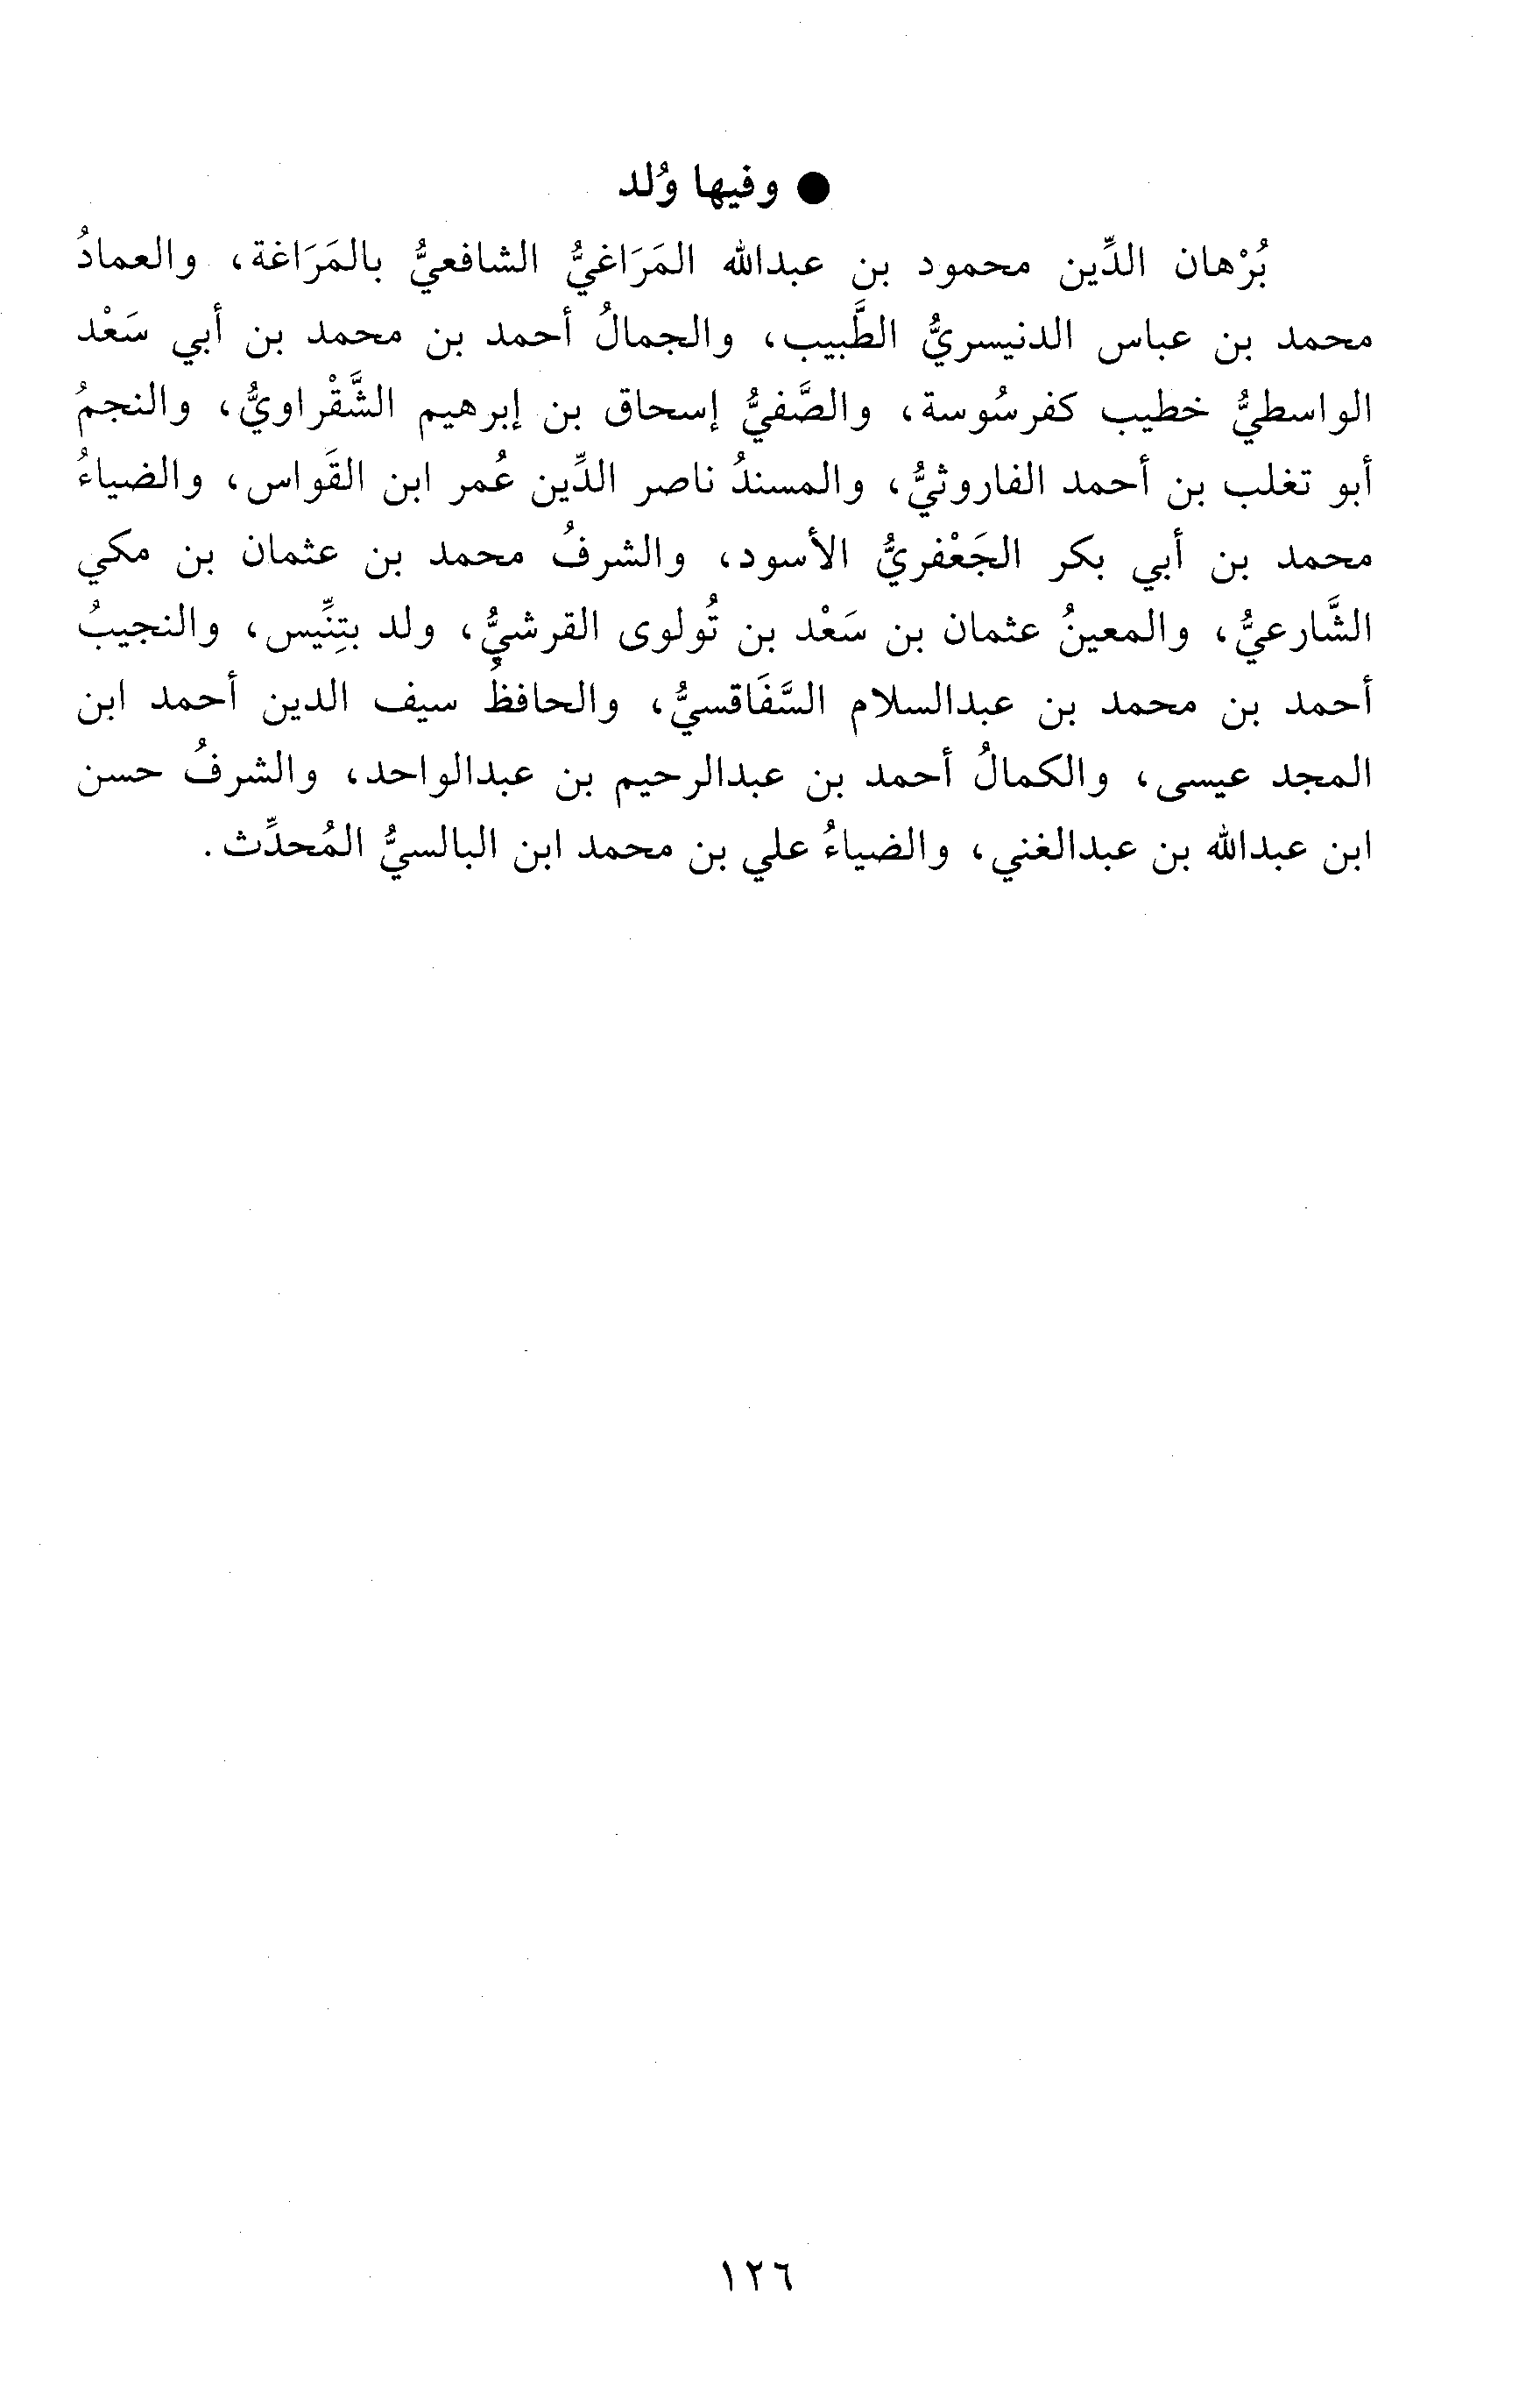 ● وفيها وُلد
بُرْهان الدِّين محمود بن عبدالله المَرَاغيُّ الشافعيُّ بالمَرَاغة، والعمادُ
محمد بن عباس الدنيسريُّ الطَّبيب، والجمالُ أحمد بن محمد بن أبي سَعْد
الواسطيُّ خطيب كفرسُوسة، والصَّفيُّ إسحاق بن إبرهيم الشَّقْراويُّ، والنجمُ
أبو تغلب بن أحمد الفاروثيُّ، والمسندُ ناصر الدِّين عُمر ابن القَواس، والضياءُ
محمد بن أبي بكر الجَعْفريُّ الأسود، والشرفُ محمد بن عثمان بن مكي
الشَّارعيُّ، والمعينُ عثمان بن سَعْد بن تُولوى القرشيُّ، ولد بتِنِّيس، والنجيبُ
أحمد بن محمد بن عبدالسلام السَّفَاقسيُّ، والحافظُ سيف الدين أحمد ابن
المجد عيسى، والكمالُ أحمد بن عبدالرحيم بن عبدالواحد، والشرفُ حسن
ابن عبدالله بن عبدالغني، والضياءُ علي بن محمد ابن البالسيُّ المُحدِّث.
١٢٦